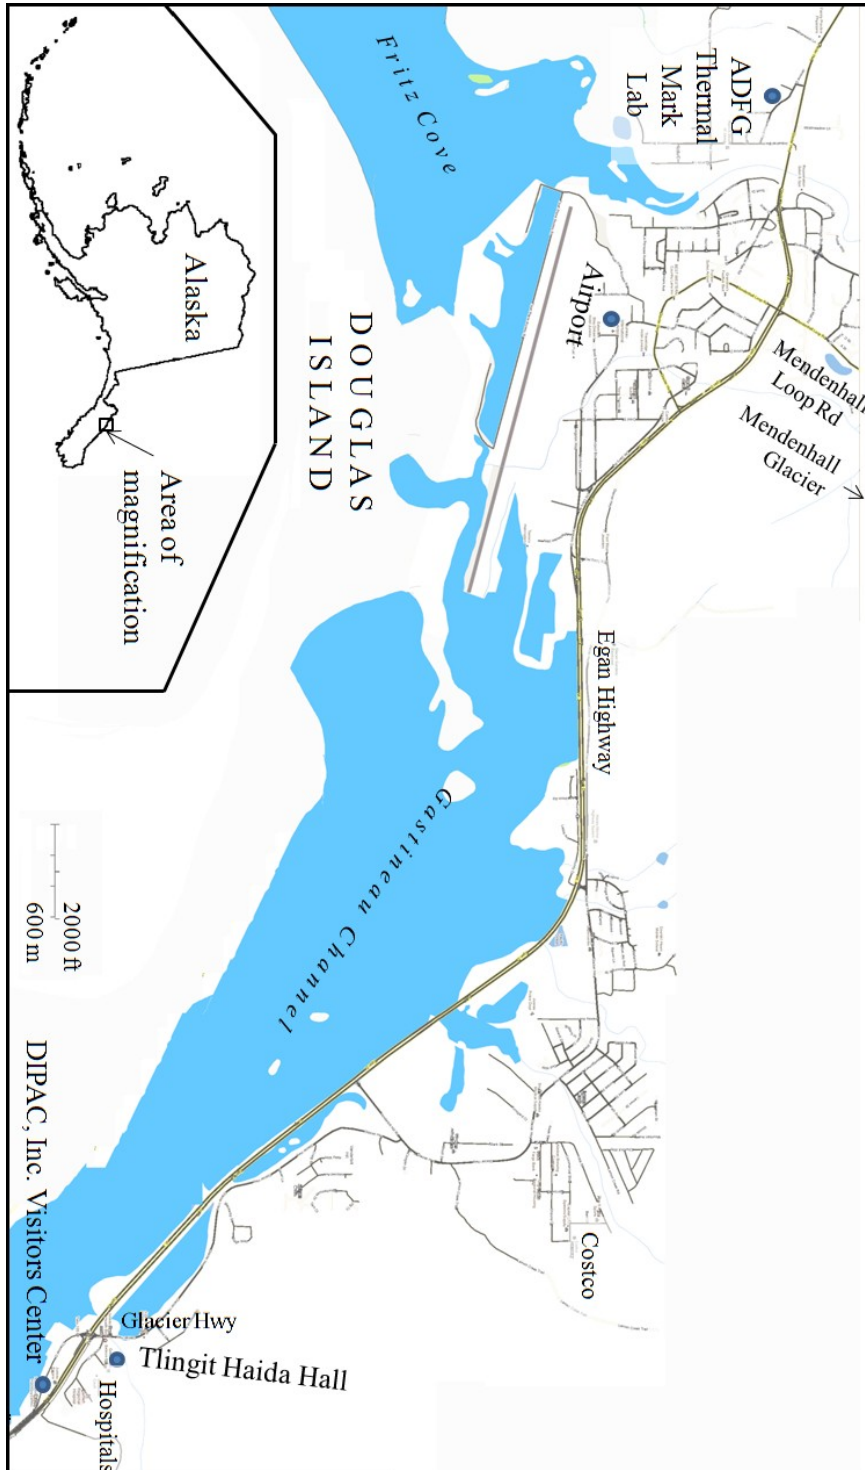 Fritz Cove
ADFG
Thermal
Mark
Lab
Airport
Alaska
Area of
magnification
DOUGLAS
ISLAND
Mendenhall
Loop Rd
Mendenhall
Glacier
Egan Highway
Gastineau Channel
2000 ft
600 m
Costco
DIPAC, Inc. Visitors Center
Glacier Hwy
Tlingit Haida Hall
Hospitals